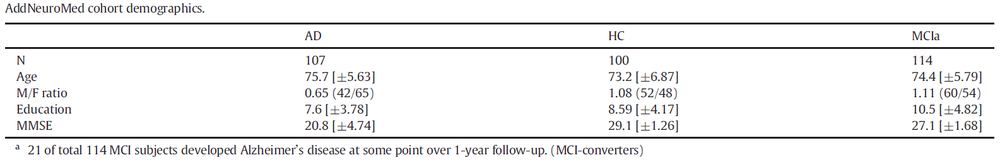 AddNeuroMed cohort demographics.
AD HC MCIa
N 107 100 114
Age 75.7 [±5.63] 73.2 [±6.87] 74.4 [±5.79]
M/F ratio 0.65 (42/65) 1.08 (52/48) 1.11 (60/54)
Education 7.6 [±3.78] 8.59 [±4.17] 10.5 [±4.82]
MMSE 20.8 [±4.74] 29.1 [±1.26] 27.1 [±1.68]
a 21 of total 114 MCI subjects developed Alzheimer's disease at some point over 1-year follow-up. (MCI-converters)